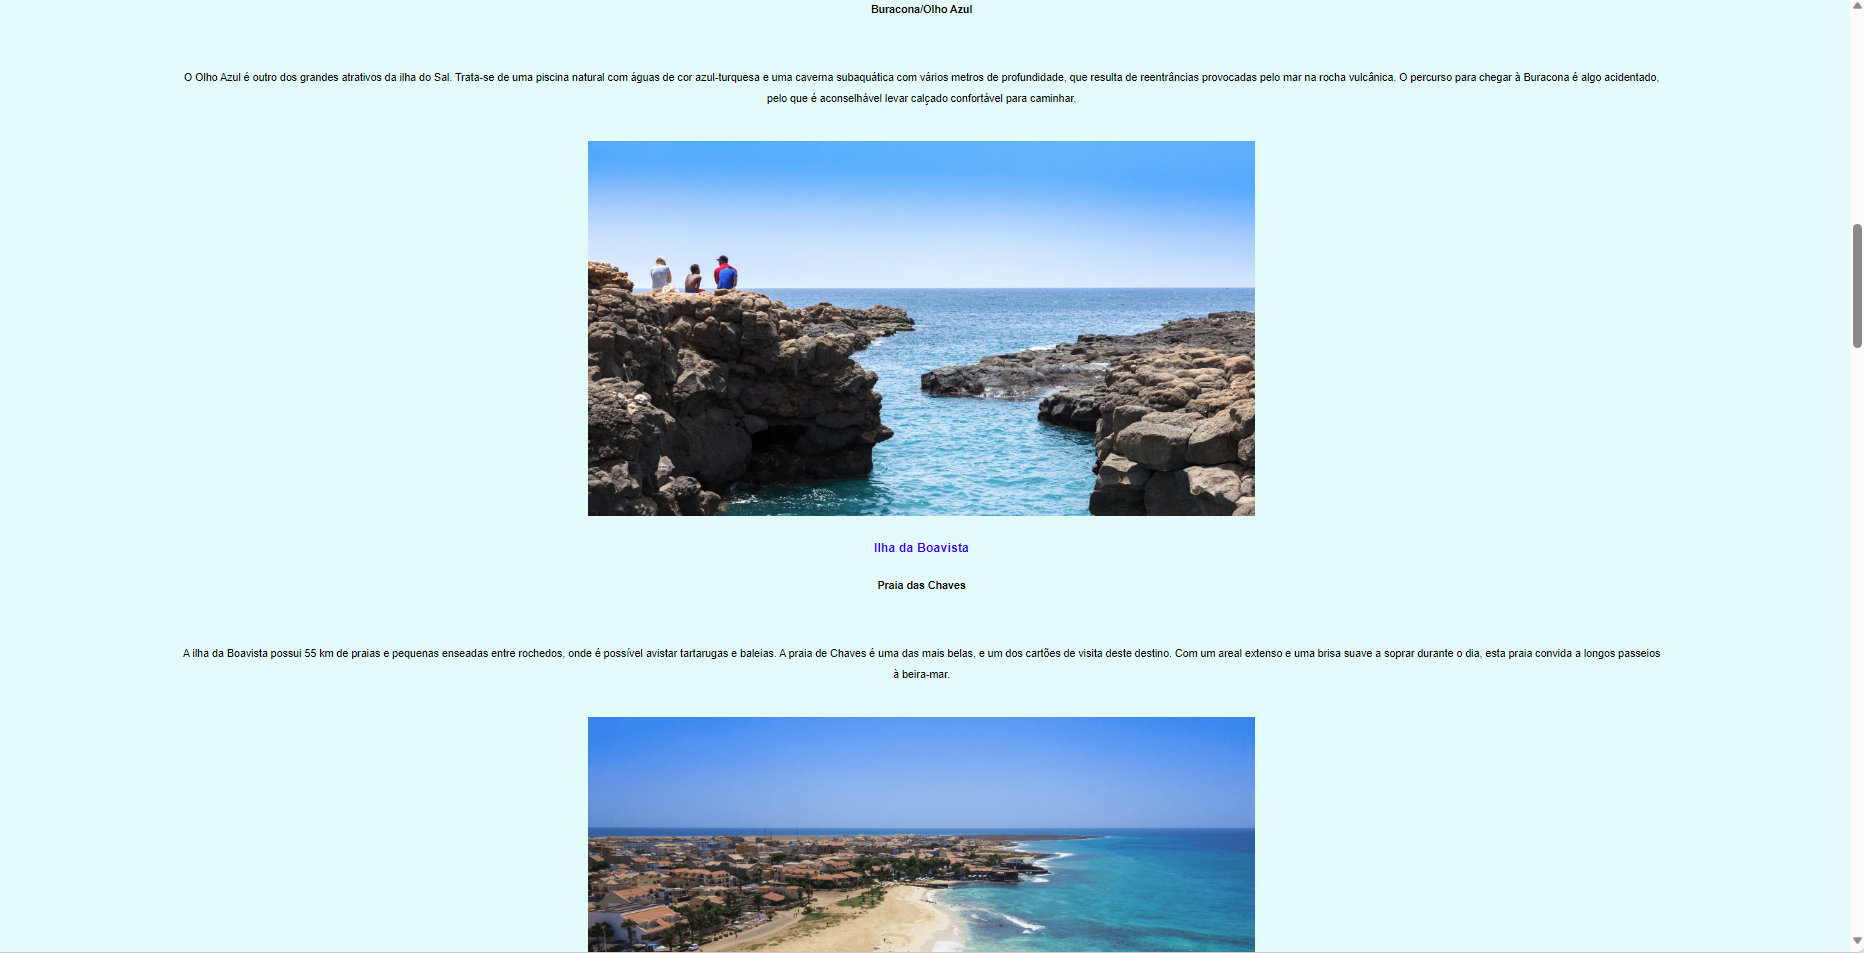 Buracona/Olho Azul
O Olho Azul é outro dos grandes atrativos da ilha do Sal. Trata-se de uma piscina natural com águas de cor azul-turquesa e uma caverna subaquática com vários metros de profundidade, que resulta de reentrâncias provocadas pelo mar na rocha vulcânica. O percurso para chegar à Buracona é algo acidentado,
pelo que é aconselhável levar calçado confortável para caminhar.
Ilha da Boavista
Praia das Chaves
A ilha da Boavista possui 55 km de praias e pequenas enseadas entre rochedos, onde é possível avistar tartarugas e baleias. A praia de Chaves é uma das mais belas, e um dos cartões de visita deste destino. Com um areal extenso e uma brisa suave a soprar durante o dia, esta praia convida a longos passeios
à beira-mar.